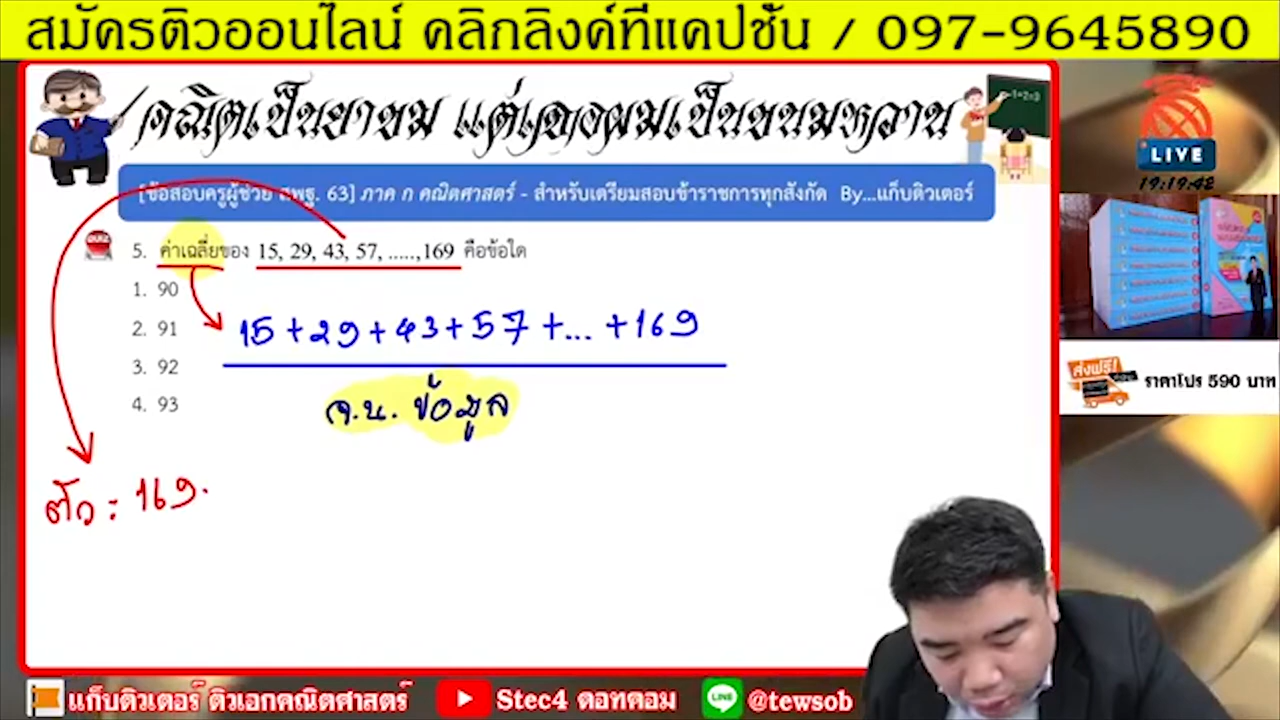 สมัครติวออนไลน์ คลิกลิงค์ที่แคปชั่น / 097-9645890
คณิตเป็นยาขม แต่ของผมเป็นขนมหวาน
[ข้อสอบครูผู้ช่วย สพฐ. 63] ภาค ก คณิตศาสตร์ - สำหรับเตรียมสอบข้าราชการทุกสังกัด By...แก๊บติวเตอร์
QUIZ
5. ค่าเฉลี่ยของ 15, 29, 43, 57, .....,169 คือข้อใด
1. 90
2. 91
3. 92
4. 93
15 + 29 + 43 + 57 + ... + 169
จ.น. ข้อมูล
ตัว = 169.
LIVE
19:19:42
ส่งฟรี!
ราคาโปร 590 บาท
แก๊บติวเตอร์ ติวเอกคณิตศาสตร์
Stec4 ดอทคอม
LINE
@tewsob